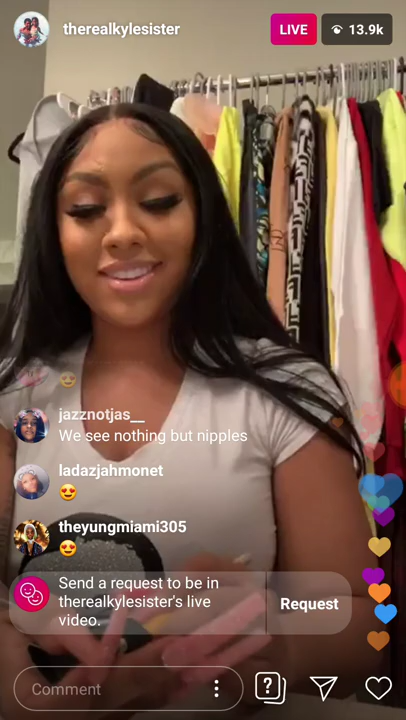 therealkylesister
LIVE
13.9k
jazznotjas__
We see nothing but nipples
ladazjahmonet
😍
theyungmiami305
😍
Send a request to be in
therealkylesister's live
video.
Request
Comment